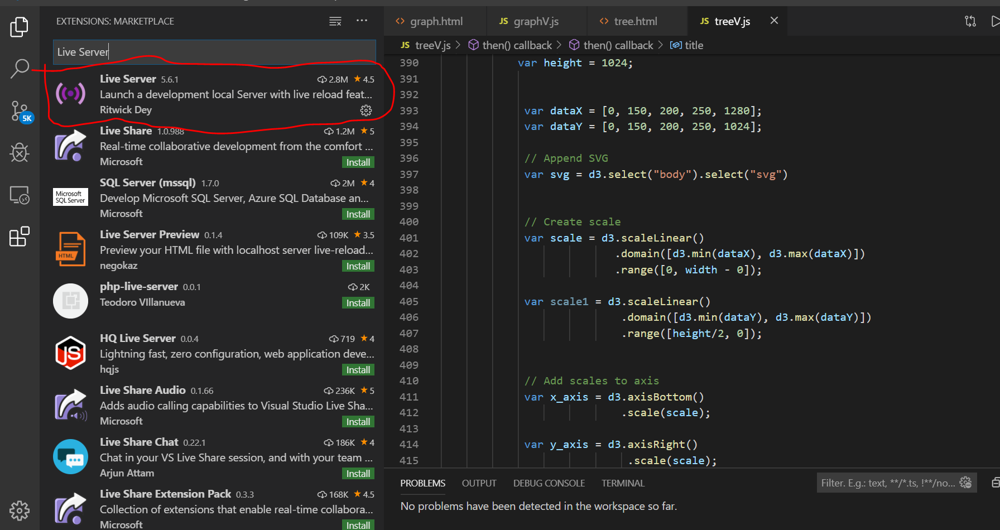 EXTENSIONS: MARKETPLACE
Live Server
Live Server 5.6.1 2.8M ★ 4.5
Launch a development local Server with live reload feat...
Ritwick Dey
Live Share 1.0.988 1.2M ★ 5
Real-time collaborative development from the comfort ...
Microsoft Install
Microsoft
SQL Server
SQL Server (mssql) 1.7.0 2M ★ 4
Develop Microsoft SQL Server, Azure SQL Database an...
Microsoft Install
HTML
Live Server Preview 0.1.4 109K ★ 3.5
Preview your HTML file with localhost server live-reload...
negokaz Install
php-live-server 0.0.1 2K
Teodoro VIllanueva Install
JS
HQ Live Server 0.0.4 719 ★ 4
Lightning fast, zero configuration, web application deve...
hqjs Install
Live Share Audio 0.1.66 236K ★ 5
Adds audio calling capabilities to Visual Studio Live Sha...
Microsoft Install
Live Share Chat 0.22.1 186K ★ 4
Chat in your VS Live Share session, and with your team ...
Arjun Attam Install
Live Share Extension Pack 0.3.3 168K ★ 4.5
Collection of extensions that enable real-time collabora...
Microsoft Install
5K
<> graph.html JS graphV.js <> tree.html JS treeV.js ×
JS treeV.js > then() callback > then() callback > title
390 var height = 1024;
391
392
393 var dataX = [0, 150, 200, 250, 1280];
394 var dataY = [0, 150, 200, 250, 1024];
395
396 // Append SVG
397 var svg = d3.select("body").select("svg")
398
399
400 // Create scale
401 var scale = d3.scaleLinear()
402 .domain([d3.min(dataX), d3.max(dataX)])
403 .range([0, width - 0]);
404
405 var scale1 = d3.scaleLinear()
406 .domain([d3.min(dataY), d3.max(dataY)])
407 .range([height/2, 0]);
408
409
410 // Add scales to axis
411 var x_axis = d3.axisBottom()
412 .scale(scale);
413
414 var y_axis = d3.axisRight()
415 .scale(scale);
PROBLEMS OUTPUT DEBUG CONSOLE TERMINAL Filter. E.g.: text, **/*.ts, !**/no...
No problems have been detected in the workspace so far.